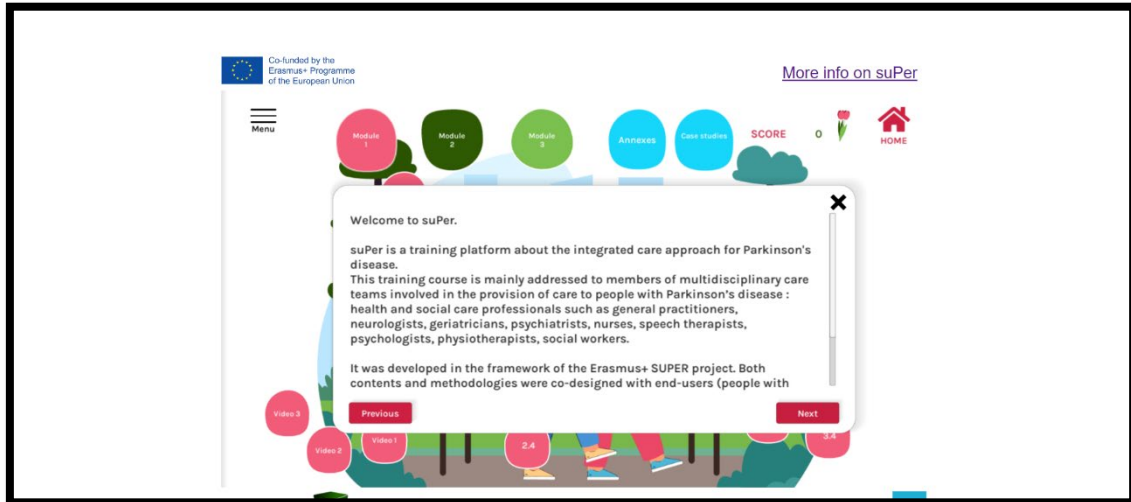 Co-funded by the
Erasmus+ Programme
of the European Union
More info on suPer
Menu
Module
1
Module
2
Module
3
Annexes
Case studies
SCORE
0
HOME
Welcome to suPer.
suPer is a training platform about the integrated care approach for Parkinson's
disease.
This training course is mainly addressed to members of multidisciplinary care
teams involved in the provision of care to people with Parkinson's disease :
health and social care professionals such as general practitioners,
neurologists, geriatricians, psychiatrists, nurses, speech therapists,
psychologists, physiotherapists, social workers.
It was developed in the framework of the Erasmus+ SUPER project. Both
contents and methodologies were co-designed with end-users (people with
Previous
Next
Video 3
Video 2
Video 1
2.4
3.4